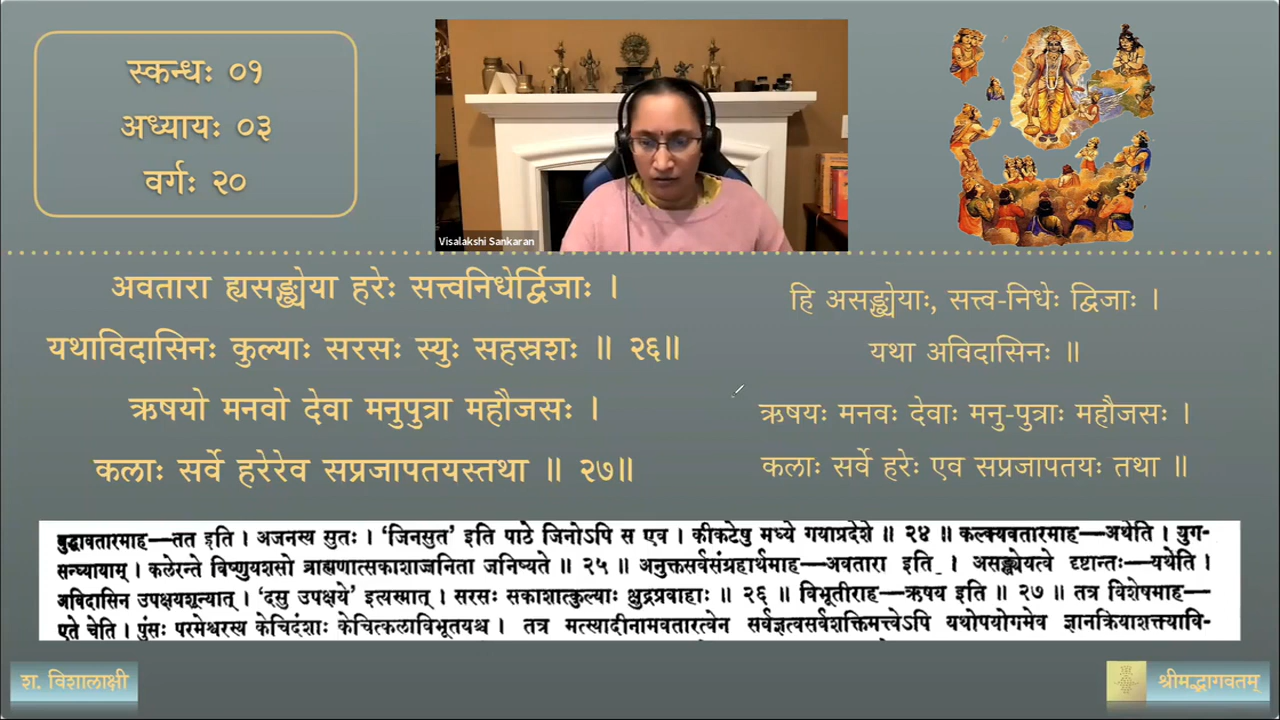 स्कन्धः ०१
अध्यायः ०३
वर्गः २०
Visalakshi Sankaran
अवतारा ह्यसङ्ख्येया हरेः सत्त्वनिधेर्द्विजाः ।
यथाविदासिनः कुल्याः सरसः स्युः सहस्रशः ॥ २६॥
ऋषयो मनवो देवा मनुपुत्रा महौजसः ।
कलाः सर्वे हरेरेव सप्रजापतयस्तथा ॥ २७॥
हि असङ्ख्येयाः, सत्त्व-निधेः द्विजाः ।
यथा अविदासिनः ॥
ऋषयः मनवः देवाः मनु-पुत्राः महौजसः ।
कलाः सर्वे हरेः एव सप्रजापतयः तथा ॥
बुद्धावतारमाह—तत इति । अजनस्य सुतः । 'जिनसुत' इति पाठे जिनोऽपि स एव । कीकटेषु मध्ये गयाप्रदेशे ॥ २४ ॥ कल्क्यवतारमाह—अथेति । युग-
सन्ध्यायाम् । कलेरन्ते विष्णुयशसो ब्राह्मणात्सकाशाज्जनिता जनिष्यते ॥ २५ ॥ अनुक्तसर्वसंग्रहार्थमाह—अवतारा इति । असङ्ख्येयत्वे दृष्टान्तः—यथेति ।
अविदासिन उपक्षयशून्यात् । 'दसु उपक्षये' इत्यस्मात् । सरसः सकाशात्कुल्याः क्षुद्रप्रवाहाः ॥ २६ ॥ विभूतीराह—ऋषय इति ॥ २७ ॥ तत्र विशेषमाह—
एते चेति । पुंसः परमेश्वरस्य केचिदंशाः केचित्कलाविभूतयश्च । तत्र मत्स्यादीनामवतारत्वेन सर्वज्ञत्वसर्वशक्तिमत्त्वेऽपि यथोपयोगमेव ज्ञानक्रियाशक्त्यावि-
श. विशालाक्षी
श्रीमद्भागवतम्